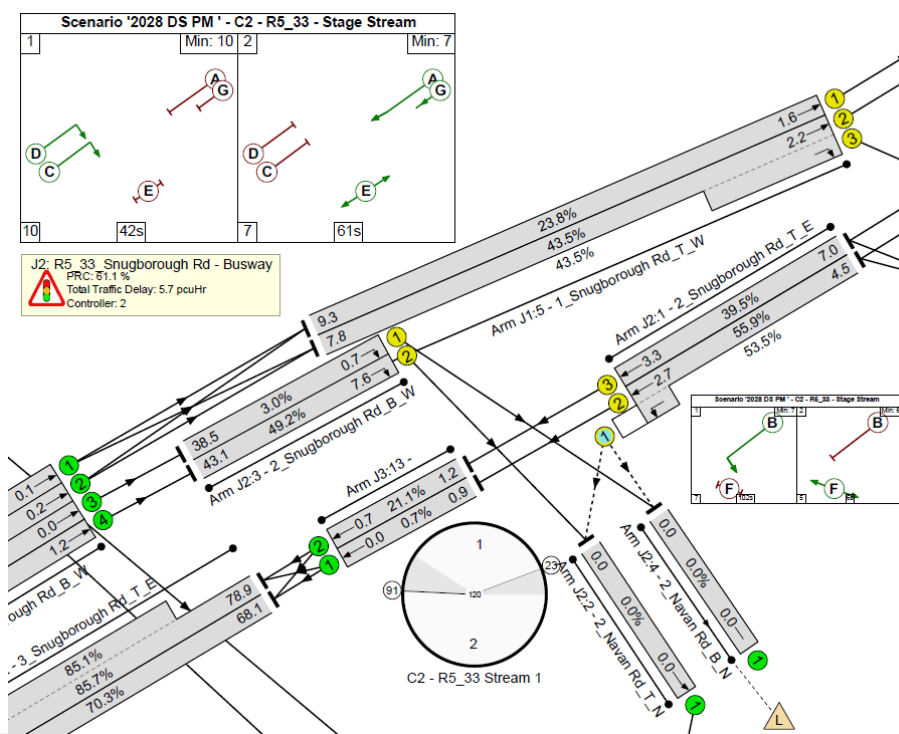 Scenario '2028 DS PM ' - C2 - R5_33 - Stage Stream
1
Min: 10
2
Min: 7
A
G
D
C
E
10
42s
A
G
D
C
E
7
61s
J2: R5_33_Snugborough Rd - Busway
PRC: 61.1 %
Total Traffic Delay: 5.7 pcuHr
Controller: 2
1
2
3
1.6
2.2
23.8%
43.5%
43.5%
9.3
7.8
Arm J1:5 - 1_Snugborough Rd_T_W
Arm J2:1 - 2_Snugborough Rd_T_E
7.0
4.5
39.5%
55.9%
53.5%
3.3
2.7
3
2
1
1
2
0.7
7.6
3.0%
49.2%
38.5
43.1
Arm J2:3 - 2_Snugborough Rd_B_W
Scenario '2028 DS PM ' - C2 - R5_33 - Stage Stream
1
Min: 7
2
B
F
7
102s
B
F
5
Arm J3:13 -
1.2
0.9
21.1%
0.7%
0.7
0.0
2
1
1
2
3
4
0.1
0.2
0.0
1.2
ough Rd_B_W
- 3_Snugborough Rd_T_E
78.9
68.1
85.1%
85.7%
70.3%
1
2
91
23
120
C2 - R5_33 Stream 1
0.0
0.0%
0.0
Arm J2:2 - 2_Navan Rd_T_N
1
0.0
0.0%
0.0
Arm J2:4 - 2_Navan Rd_B_N
1
L